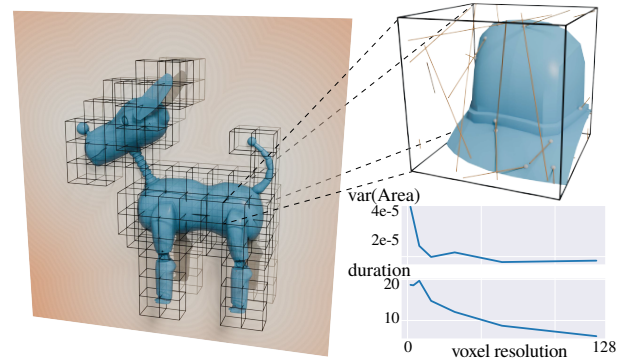 var(Area)
4e-5
2e-5
duration
20
10
0
128
voxel resolution